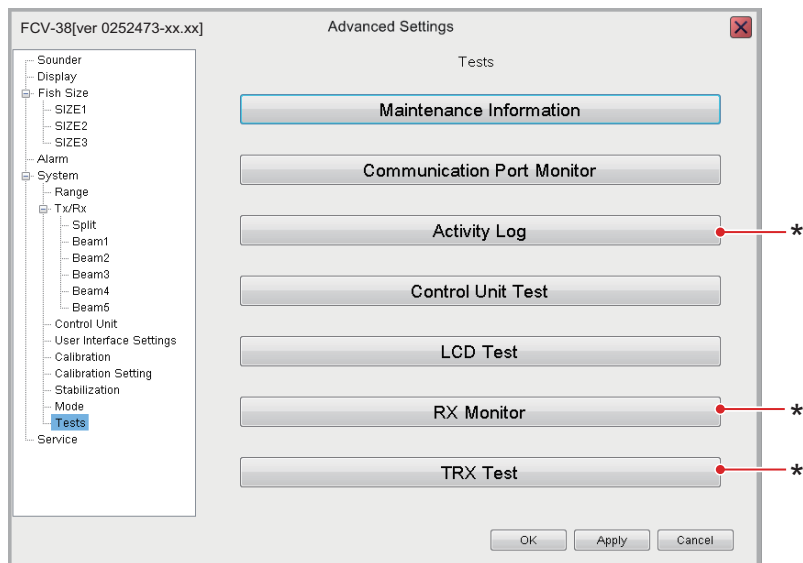 FCV-38[ver 0252473-xx.xx]
Advanced Settings
Sounder
Display
Fish Size
SIZE1
SIZE2
SIZE3
Alarm
System
Range
Tx/Rx
Split
Beam1
Beam2
Beam3
Beam4
Beam5
Control Unit
User Interface Settings
Calibration
Calibration Setting
Stabilization
Mode
Tests
Service
Tests
Maintenance Information
Communication Port Monitor
Activity Log *
Control Unit Test
LCD Test
RX Monitor *
TRX Test *
OK Apply Cancel